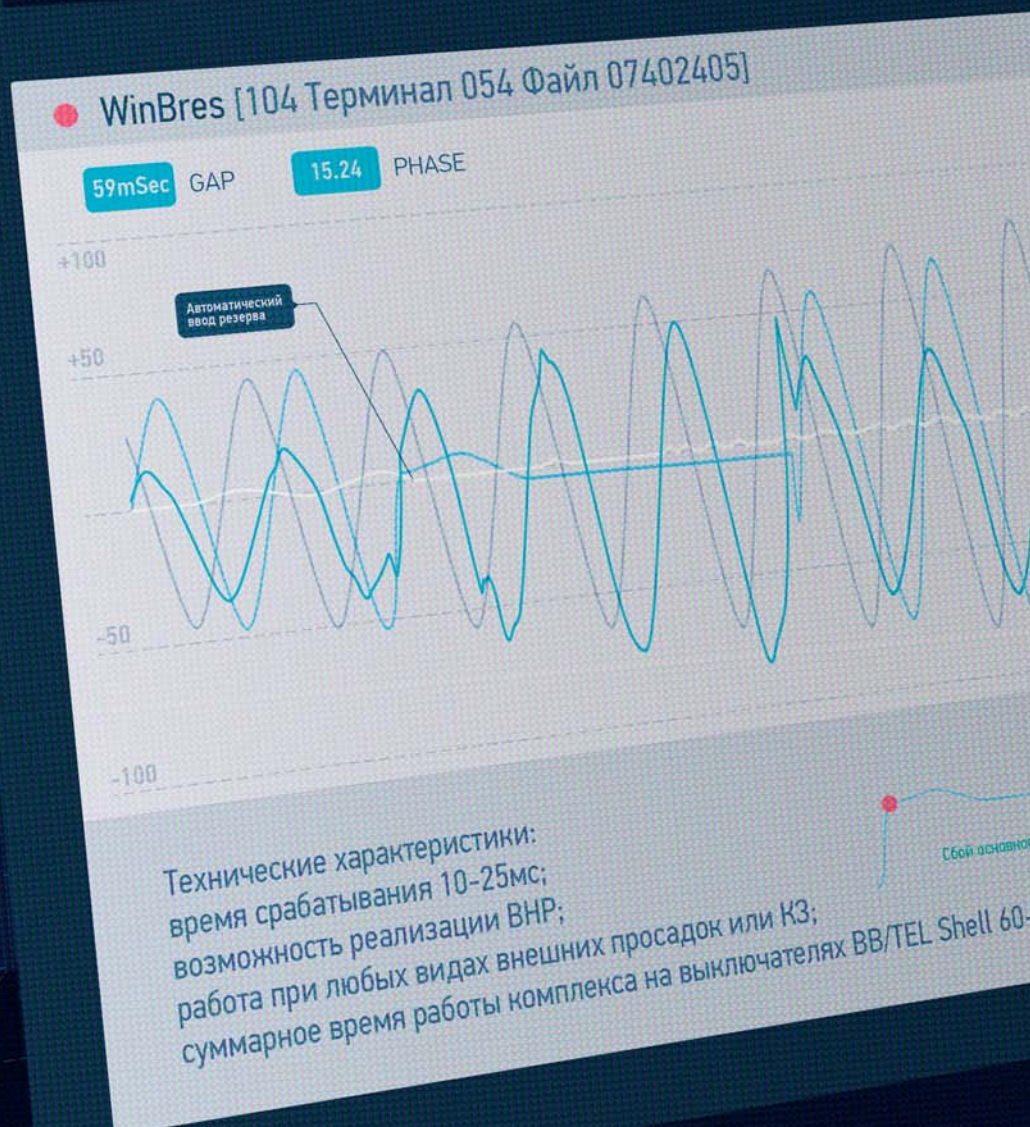 WinBres [104 Терминал 054 Файл 07402405]
59mSec GAP 15.24 PHASE
+100
Автоматический
ввод резерва
+50
-50
-100
Технические характеристики:
время срабатывания 10-25мс;
возможность реализации ВНР;
работа при любых видах внешних просадок или КЗ;
суммарное время работы комплекса на выключателях BB/TEL Shell 60-
Сбой